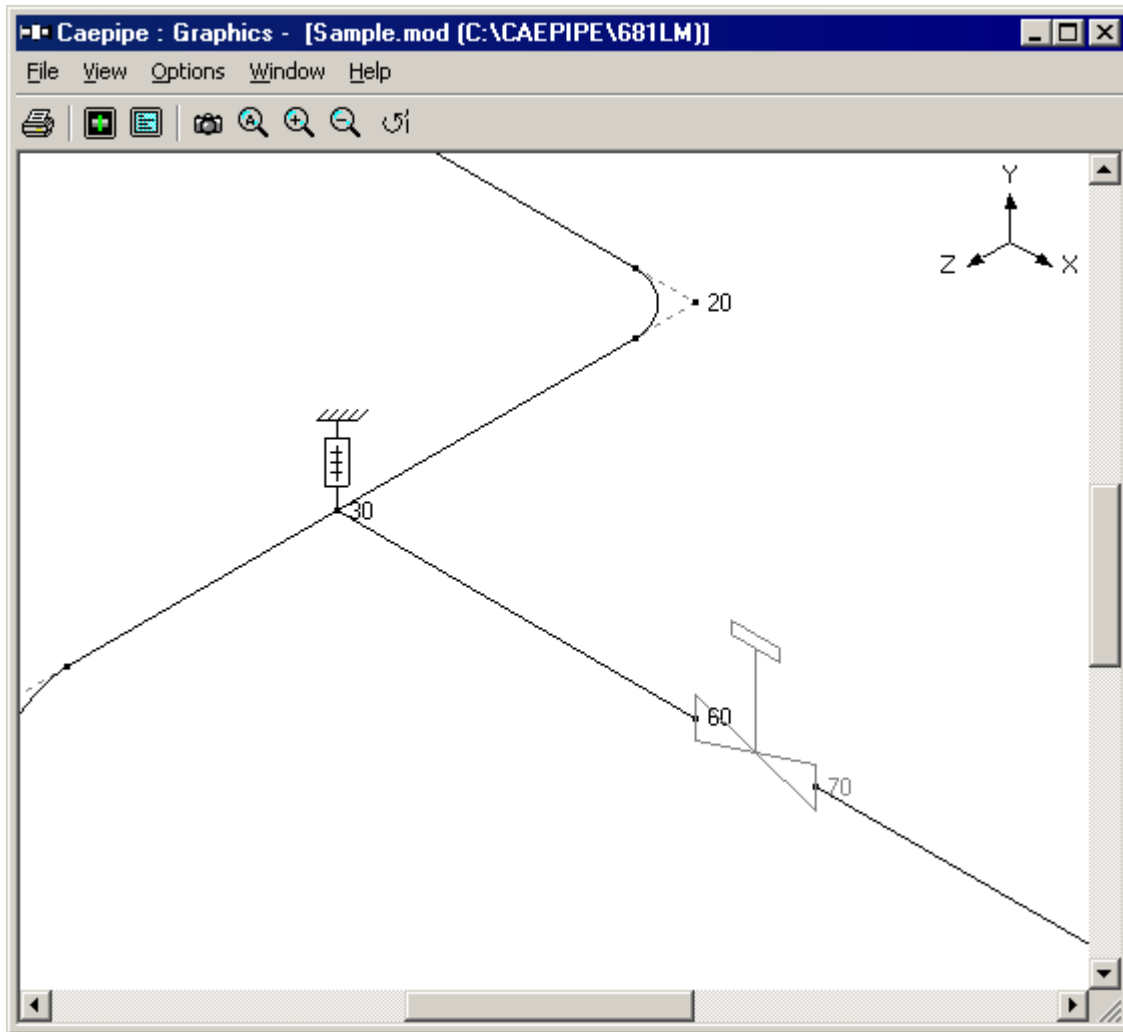 Caepipe : Graphics - [Sample.mod (C:\CAEPIPE\681LM)]
File View Options Window Help
Y
Z X
20
30
60
70